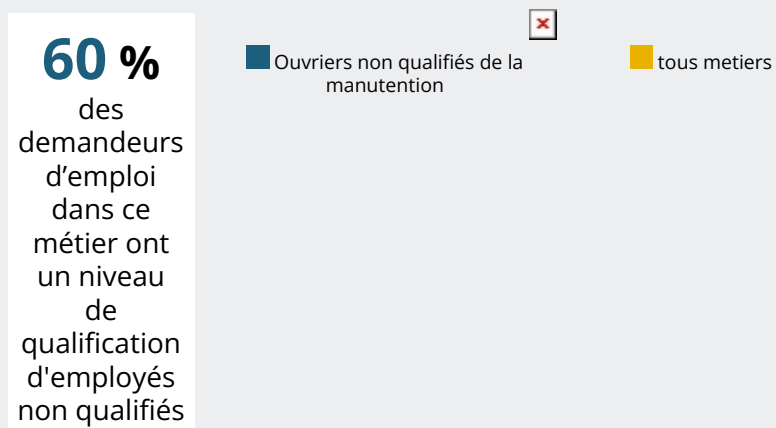 60 %
des
demandeurs
d’emploi
dans ce
métier ont
un niveau
de
qualification
d'employés
non qualifiés
Ouvriers non qualifiés de la
manutention
tous metiers